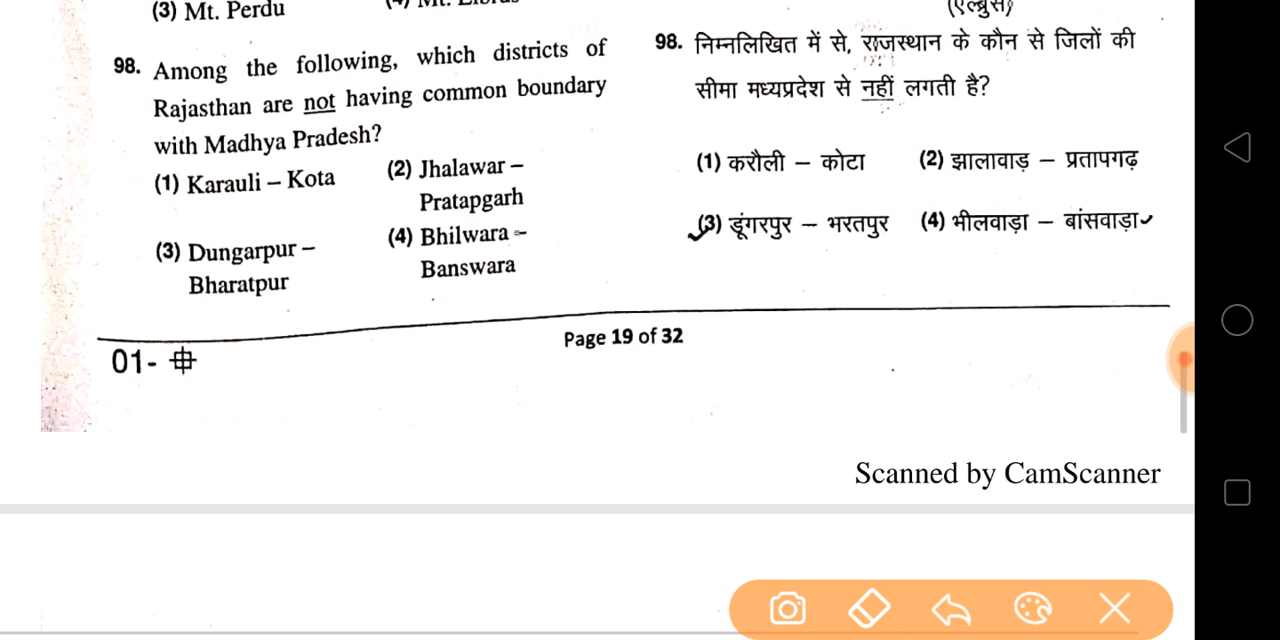 (3) Mt. Perdu
98. Among the following, which districts of
Rajasthan are not having common boundary
with Madhya Pradesh?
(1) Karauli – Kota
(2) Jhalawar –
Pratapgarh
(3) Dungarpur –
Bharatpur
(4) Bhilwara –
Banswara
98. निम्नलिखित में से, राजस्थान के कौन से जिलों की
सीमा मध्यप्रदेश से नहीं लगती है?
(1) करौली – कोटा (2) झालावाड़ – प्रतापगढ़
(3) डूंगरपुर – भरतपुर (4) भीलवाड़ा – बांसवाड़ा
Page 19 of 32
01-
Scanned by CamScanner